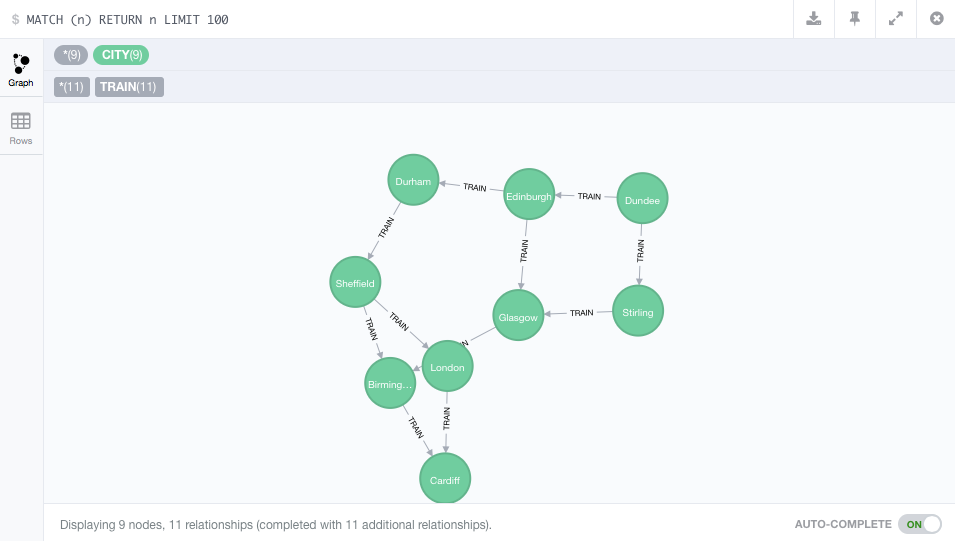 $ MATCH (n) RETURN n LIMIT 100
*(9) CITY(9)
Graph
*(11) TRAIN(11)
Rows
Durham
TRAIN
Edinburgh
TRAIN
Dundee
TRAIN
TRAIN
TRAIN
Sheffield
Glasgow
TRAIN
Stirling
TRAIN
TRAIN
London
Birming...
TRAIN
TRAIN
Cardiff
Displaying 9 nodes, 11 relationships (completed with 11 additional relationships).
AUTO-COMPLETE ON